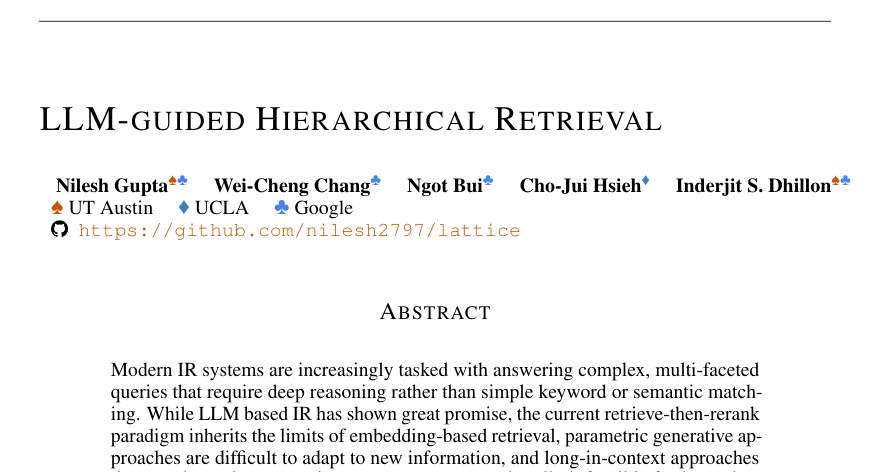 LLM-GUIDED HIERARCHICAL RETRIEVAL
Nilesh Gupta♠♣ Wei-Cheng Chang♣ Ngot Bui♣ Cho-Jui Hsieh♦ Inderjit S. Dhillon♠♣
♠ UT Austin ♦ UCLA ♣ Google
https://github.com/nilesh2797/lattice
ABSTRACT
Modern IR systems are increasingly tasked with answering complex, multi-faceted
queries that require deep reasoning rather than simple keyword or semantic match-
ing. While LLM based IR has shown great promise, the current retrieve-then-rerank
paradigm inherits the limits of embedding-based retrieval, parametric generative ap-
proaches are difficult to adapt to new information, and long-in-context approaches